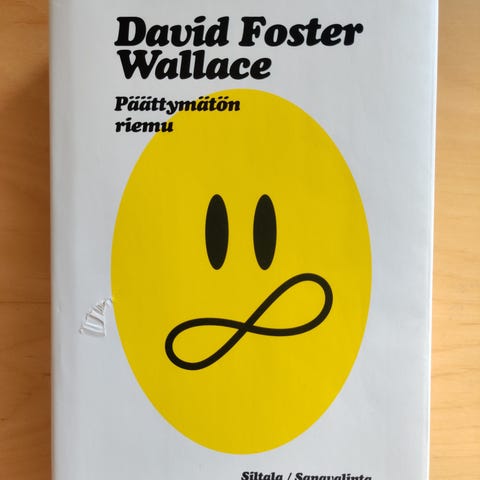 David Foster
Wallace
Päättymätön
riemu
Siltala / Sanavalinta